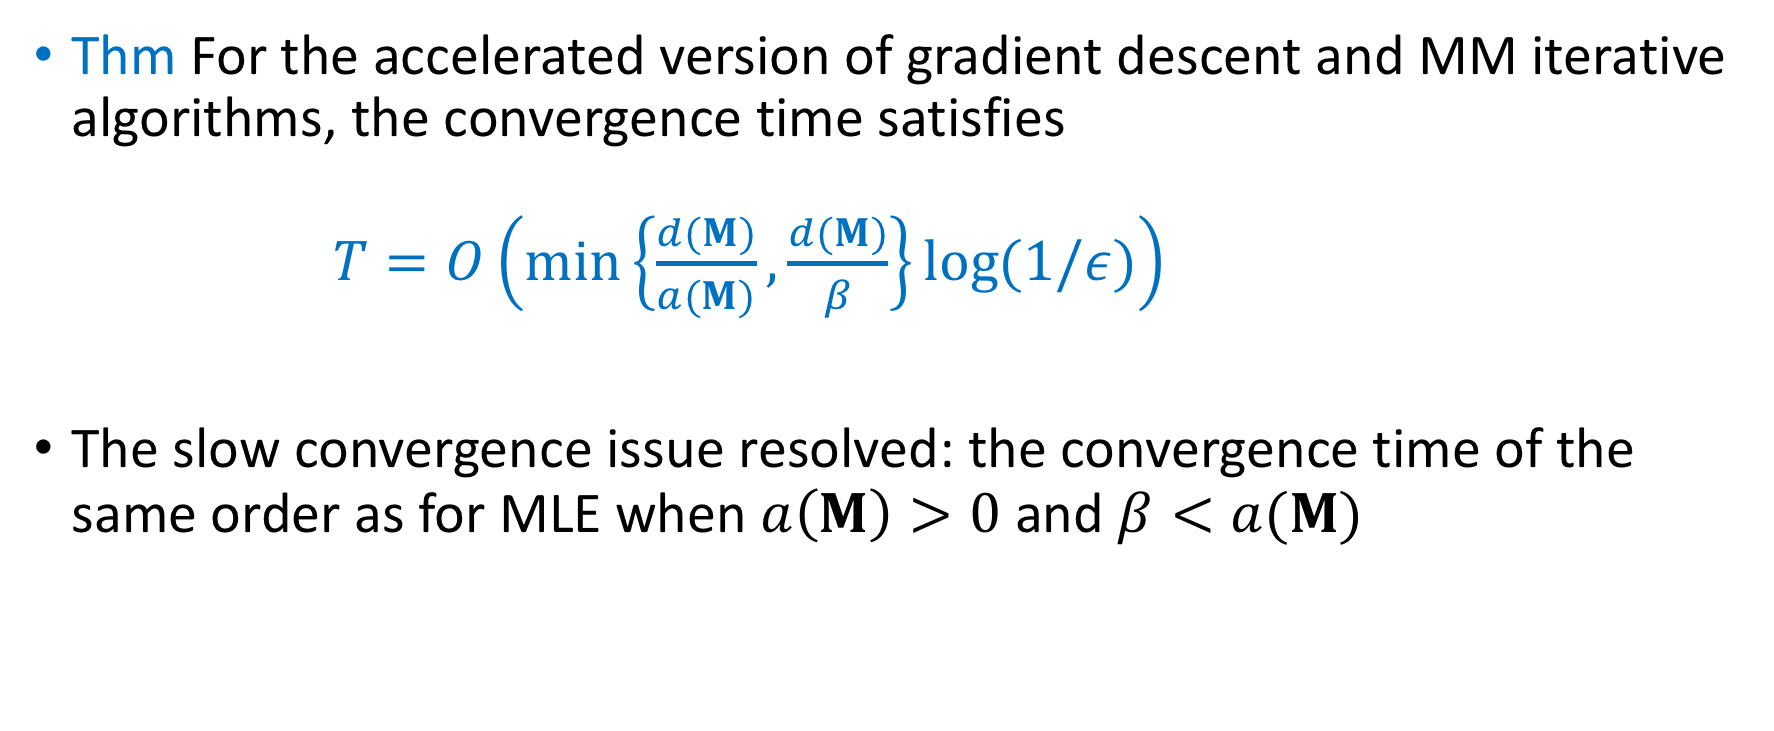 • Thm For the accelerated version of gradient descent and MM iterative
algorithms, the convergence time satisfies
T = O(min{d(𝐌)/a(𝐌), d(𝐌)/β} log(1/ϵ))
• The slow convergence issue resolved: the convergence time of the
same order as for MLE when a(𝐌) > 0 and β < a(𝐌)